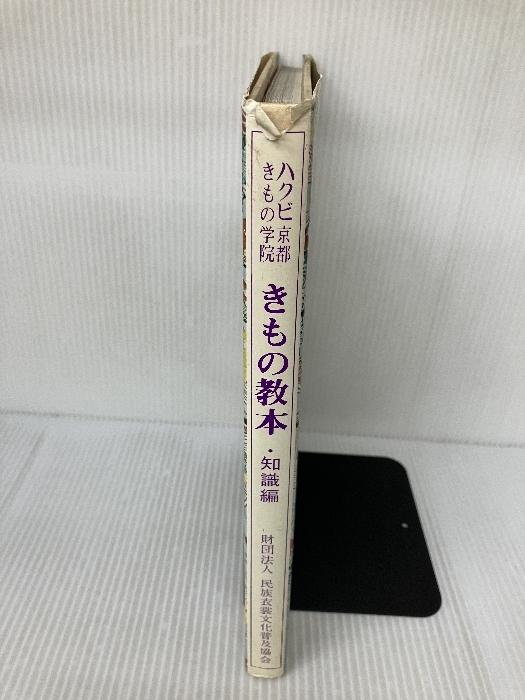 ハクビ京都
きもの学院
きもの教本・知識編
財団法人 民族衣裳文化普及協会